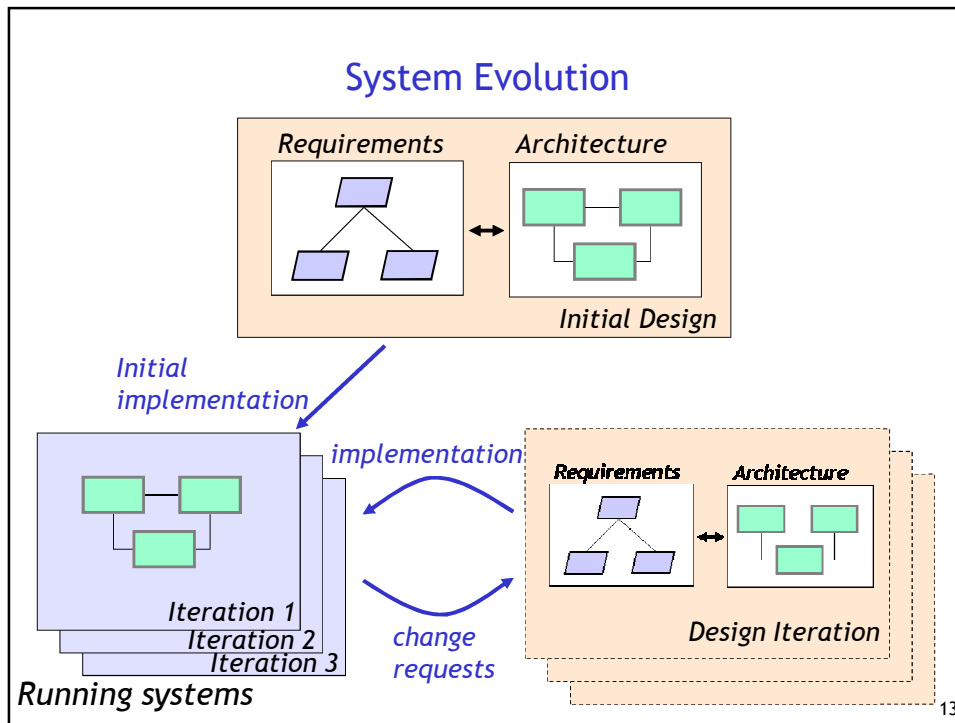 System Evolution
Requirements
Architecture
Initial Design
Initial
implementation
implementation
Requirements
Architecture
Iteration 1
Iteration 2
Iteration 3
change
requests
Design Iteration
Running systems
13